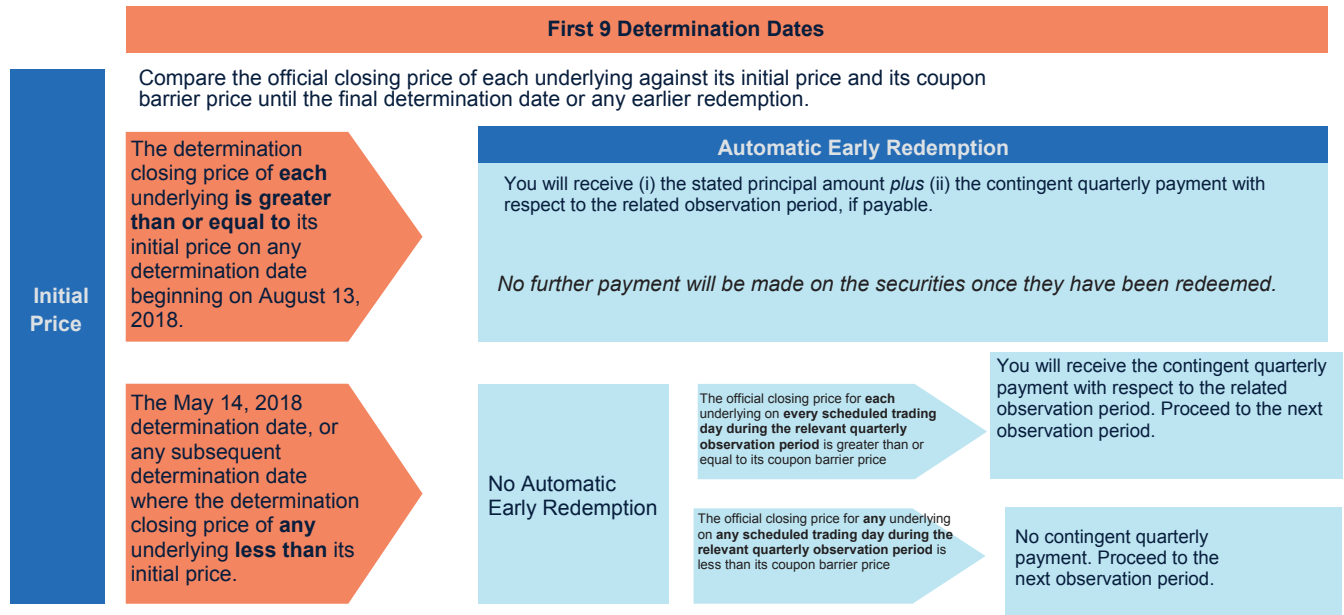 First 9 Determination Dates
Compare the official closing price of each underlying against its initial price and its coupon
barrier price until the final determination date or any earlier redemption.
Initial
Price
The determination
closing price of each
underlying is greater
than or equal to its
initial price on any
determination date
beginning on August 13,
2018.
Automatic Early Redemption
You will receive (i) the stated principal amount plus (ii) the contingent quarterly payment with
respect to the related observation period, if payable.
No further payment will be made on the securities once they have been redeemed.
The May 14, 2018
determination date, or
any subsequent
determination date
where the determination
closing price of any
underlying less than its
initial price.
No Automatic
Early Redemption
The official closing price for each
underlying on every scheduled trading
day during the relevant quarterly
observation period is greater than or
equal to its coupon barrier price
You will receive the contingent quarterly
payment with respect to the related
observation period. Proceed to the next
observation period.
The official closing price for any underlying
on any scheduled trading day during the
relevant quarterly observation period is
less than its coupon barrier price
No contingent quarterly
payment. Proceed to the
next observation period.